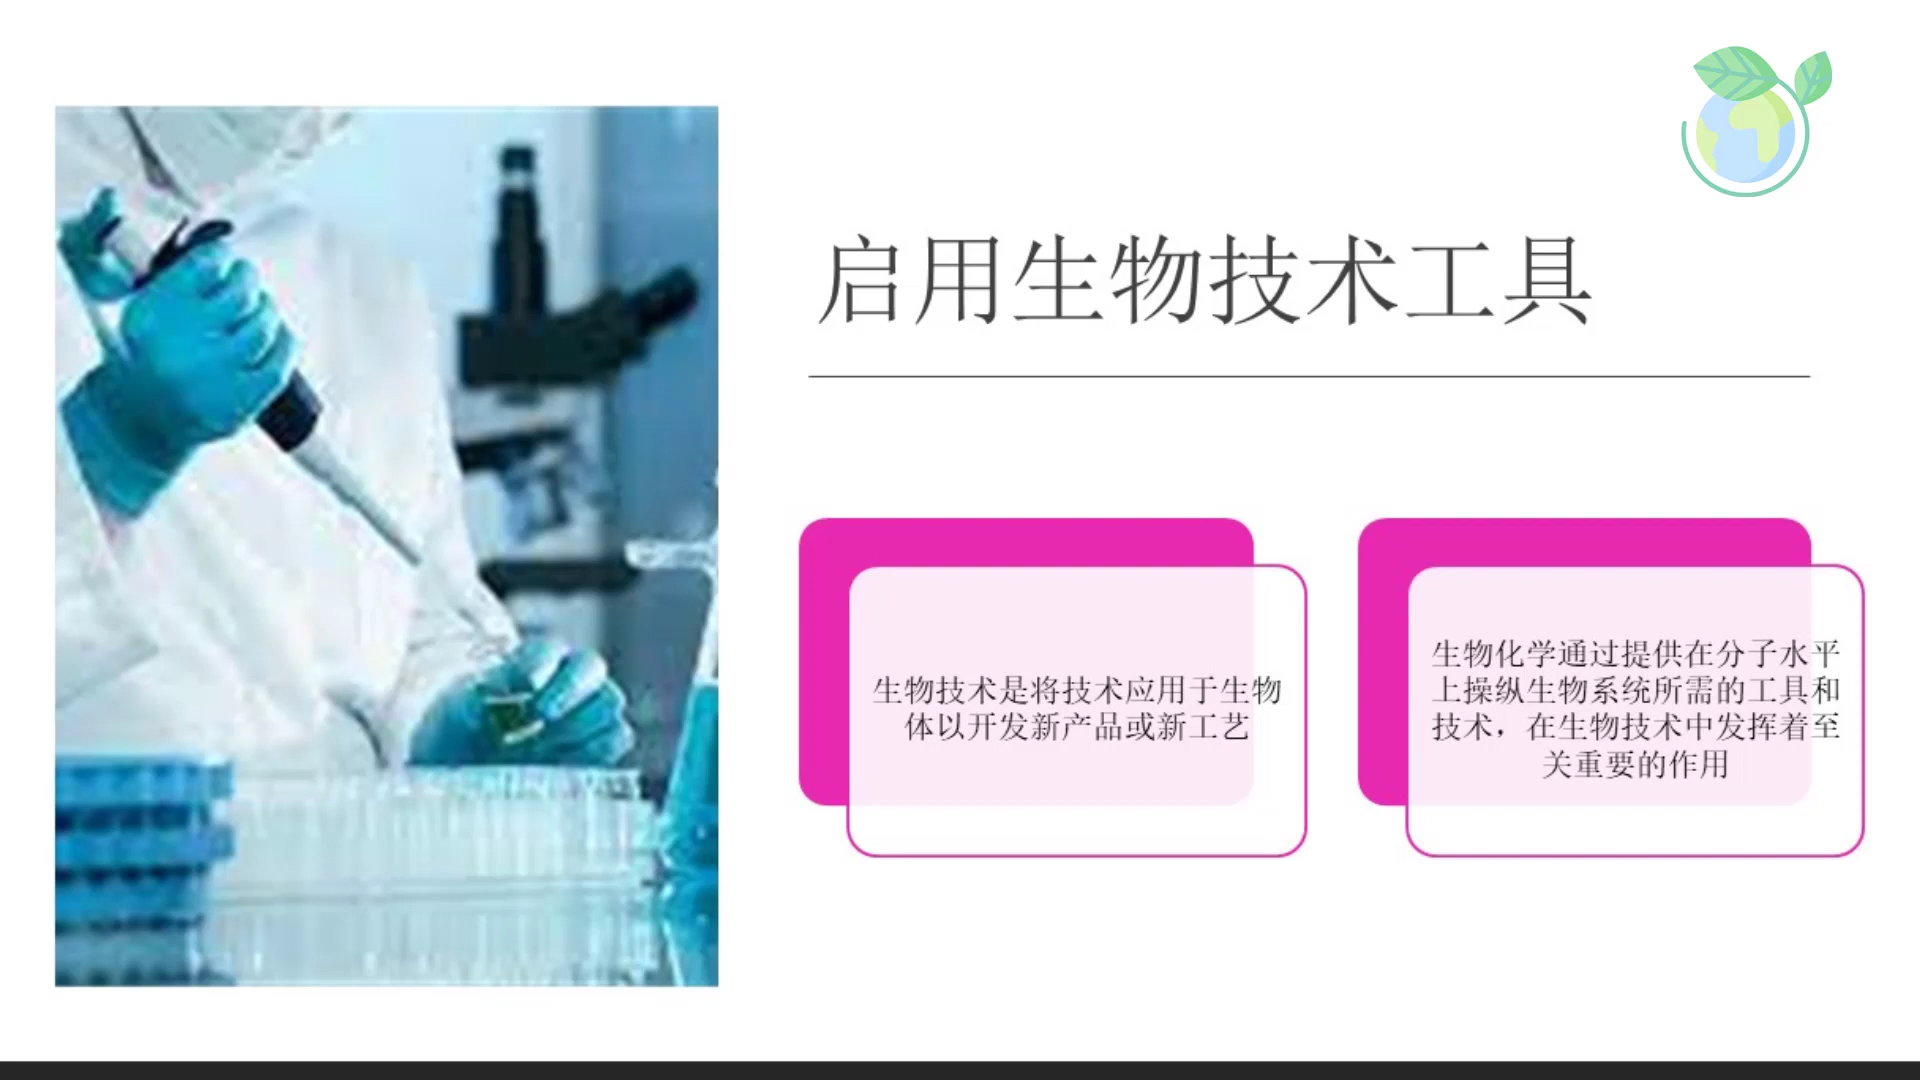 启用生物技术工具
生物技术是将技术应用于生物
体以开发新产品或新工艺
生物化学通过提供在分子水平
上操纵生物系统所需的工具和
技术，在生物技术中发挥着至
关重要的作用